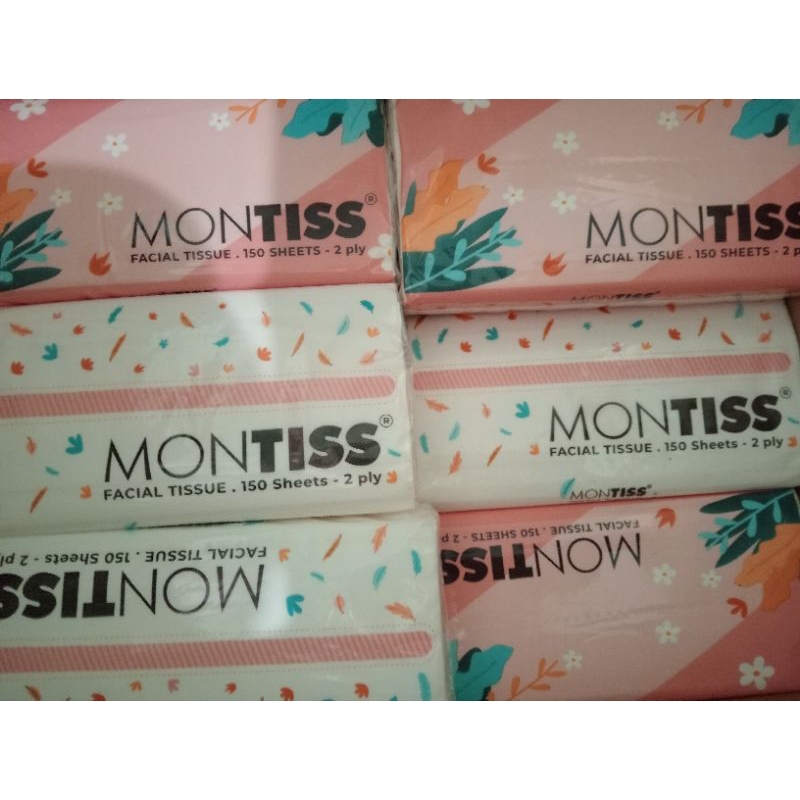 MONTISS®
FACIAL TISSUE . 150 SHEETS - 2 ply
MONTISS
FACIAL TISSUE . 150 SHEETS - 2 p
MONTISS®
MONTISS®
FACIAL TISSUE . 150 Sheets - 2 ply
MONTISS®
FACIAL TISSUE . 150 Sheets - 2 ply
MONTISS®
FACIAL TISSUE . 150 Sheets - 2 pl
MONTISS
FACIAL TISSUE . 150 SHEETS - 2 p
MONTISS